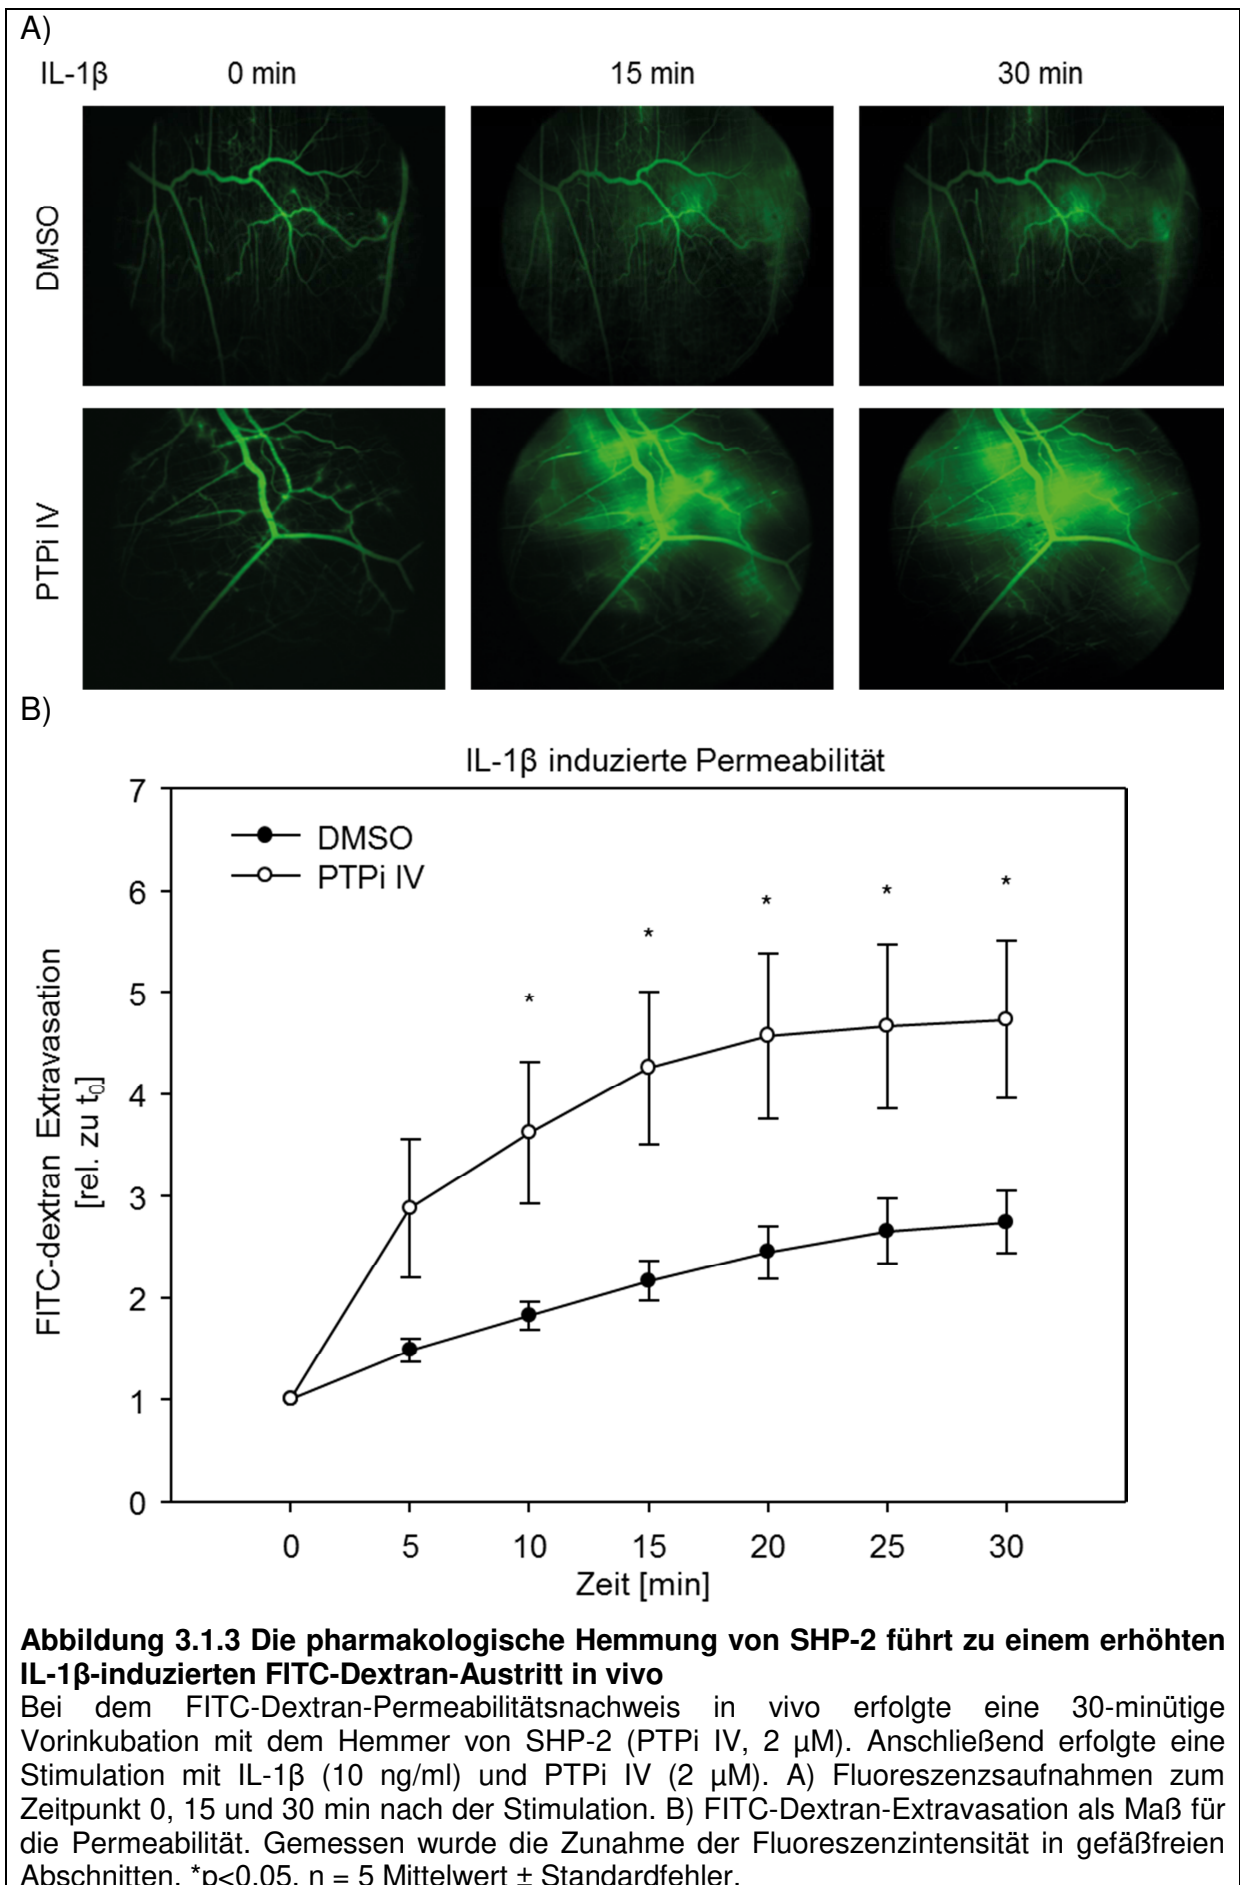 A)
IL-1β 0 min 15 min 30 min
DMSO
PTPi IV
B)
IL-1β induzierte Permeabilität
7
DMSO
PTPi IV
6
* * * * *
5
4
3
2
1
0
FITC-dextran Extravasation
[rel. zu t0]
0 5 10 15 20 25 30
Zeit [min]
Abbildung 3.1.3 Die pharmakologische Hemmung von SHP-2 führt zu einem erhöhten
IL-1β-induzierten FITC-Dextran-Austritt in vivo
Bei dem FITC-Dextran-Permeabilitätsnachweis in vivo erfolgte eine 30-minütige
Vorinkubation mit dem Hemmer von SHP-2 (PTPi IV, 2 µM). Anschließend erfolgte eine
Stimulation mit IL-1β (10 ng/ml) und PTPi IV (2 µM). A) Fluoreszenzsaufnahmen zum
Zeitpunkt 0, 15 und 30 min nach der Stimulation. B) FITC-Dextran-Extravasation als Maß für
die Permeabilität. Gemessen wurde die Zunahme der Fluoreszenzintensität in gefäßfreien
Abschnitten. *p<0.05. n = 5 Mittelwert ± Standardfehler.